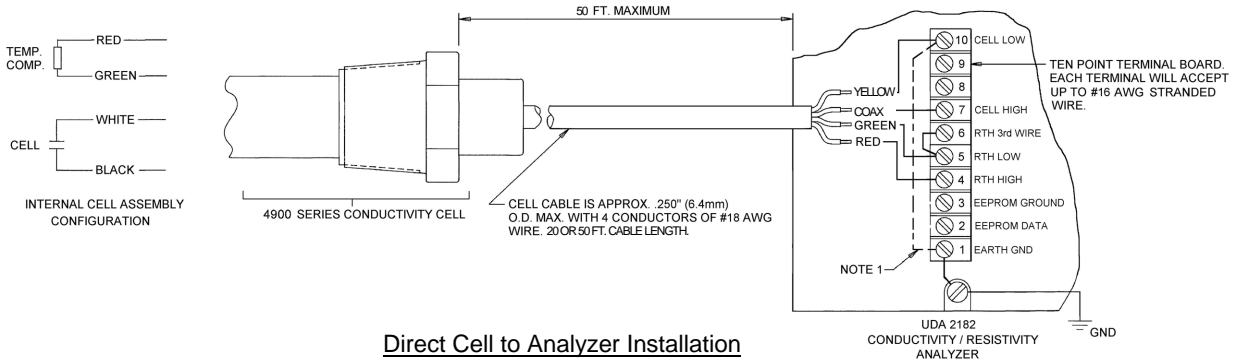 50 FT. MAXIMUM
TEMP.
COMP.
RED
GREEN
WHITE
CELL
BLACK
INTERNAL CELL ASSEMBLY
CONFIGURATION
4900 SERIES CONDUCTIVITY CELL
CELL CABLE IS APPROX. .250" (6.4mm)
O.D. MAX. WITH 4 CONDUCTORS OF #18 AWG
WIRE. 20 OR 50 FT. CABLE LENGTH.
YELLOW
COAX
GREEN
RED
10 CELL LOW
9
8
7 CELL HIGH
6 RTH 3rd WIRE
5 RTH LOW
4 RTH HIGH
3 EEPROM GROUND
2 EEPROM DATA
1 EARTH GND
TEN POINT TERMINAL BOARD.
EACH TERMINAL WILL ACCEPT
UP TO #16 AWG STRANDED
WIRE.
NOTE 1
GND
UDA 2182
CONDUCTIVITY / RESISTIVITY
ANALYZER
Direct Cell to Analyzer Installation